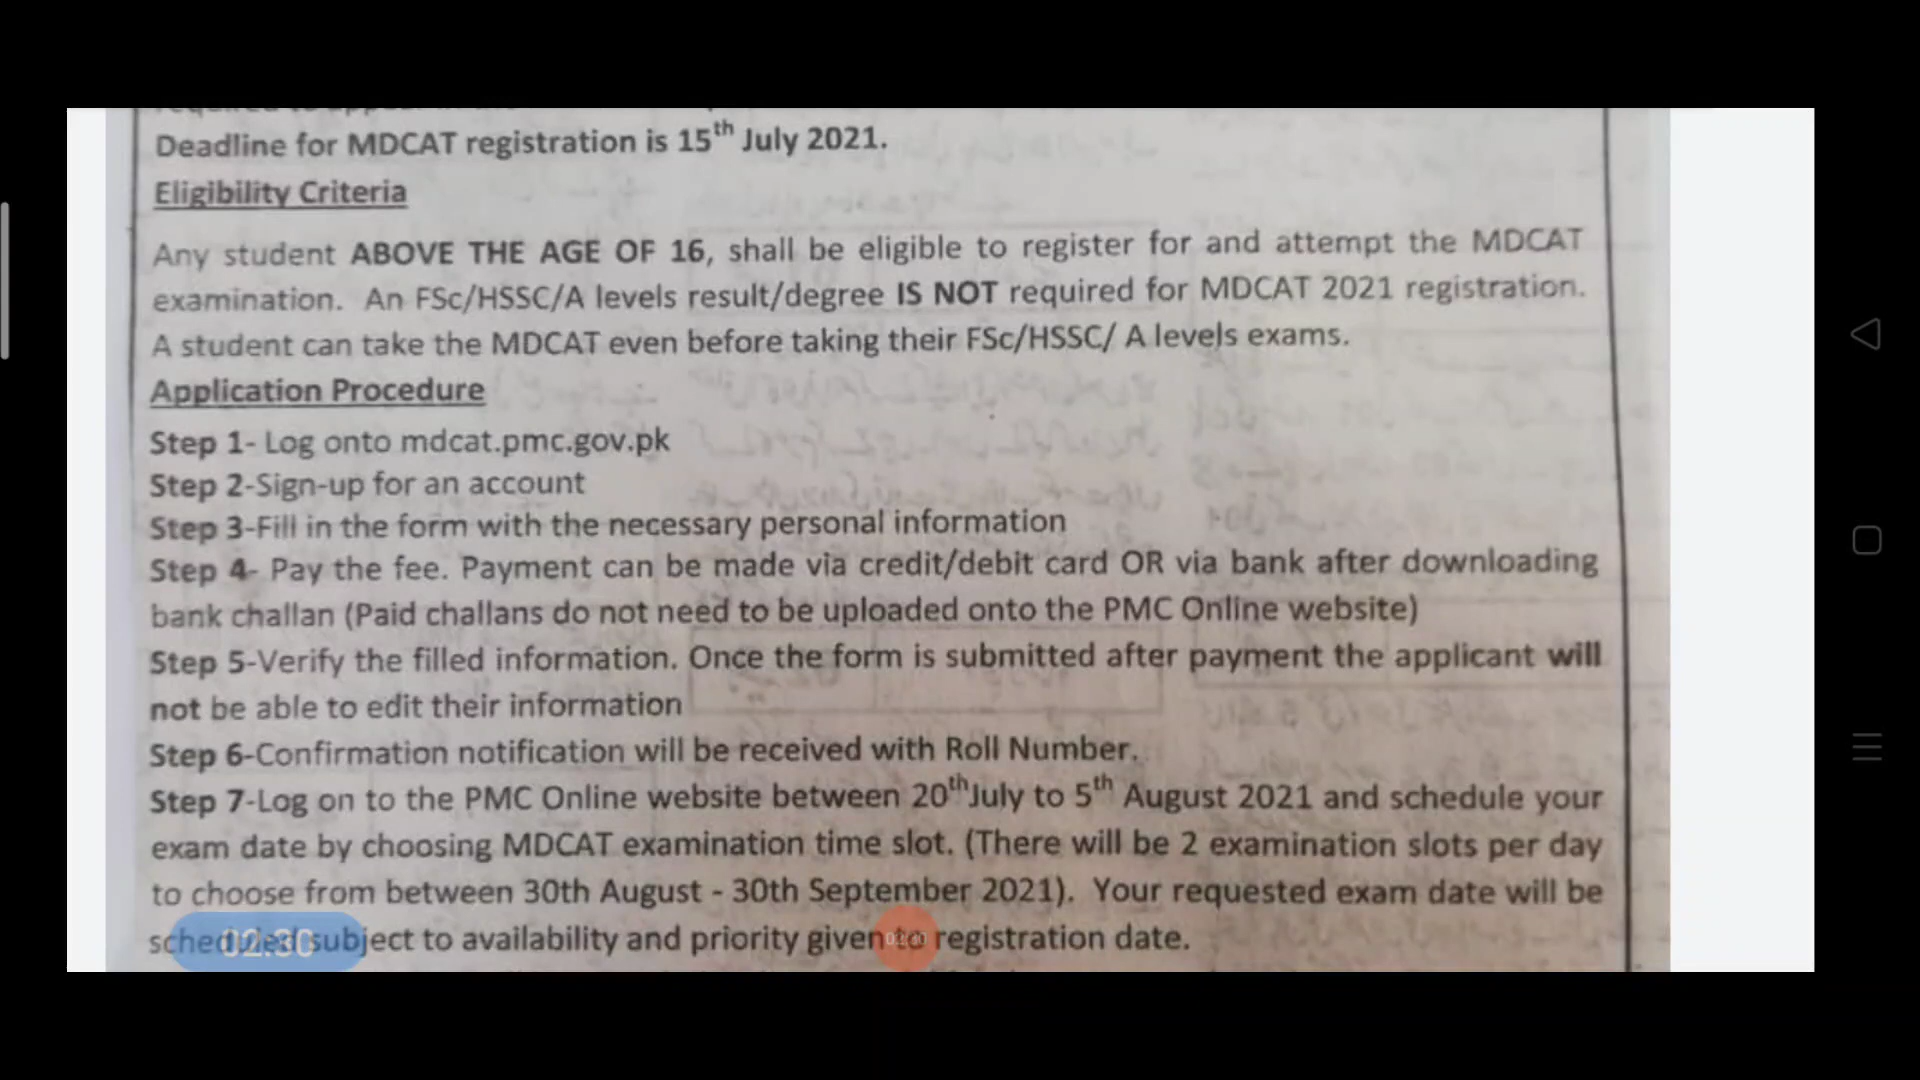 Deadline for MDCAT registration is 15th July 2021.
Eligibility Criteria
Any student ABOVE THE AGE OF 16, shall be eligible to register for and attempt the MDCAT
examination. An FSc/HSSC/A levels result/degree IS NOT required for MDCAT 2021 registration.
A student can take the MDCAT even before taking their FSc/HSSC/ A levels exams.
Application Procedure
Step 1- Log onto mdcat.pmc.gov.pk
Step 2-Sign-up for an account
Step 3-Fill in the form with the necessary personal information
Step 4- Pay the fee. Payment can be made via credit/debit card OR via bank after downloading
bank challan (Paid challans do not need to be uploaded onto the PMC Online website)
Step 5-Verify the filled information. Once the form is submitted after payment the applicant will
not be able to edit their information
Step 6-Confirmation notification will be received with Roll Number.
Step 7-Log on to the PMC Online website between 20th July to 5th August 2021 and schedule your
exam date by choosing MDCAT examination time slot. (There will be 2 examination slots per day
to choose from between 30th August - 30th September 2021). Your requested exam date will be
scheduled subject to availability and priority given to registration date.
02:30
02:30